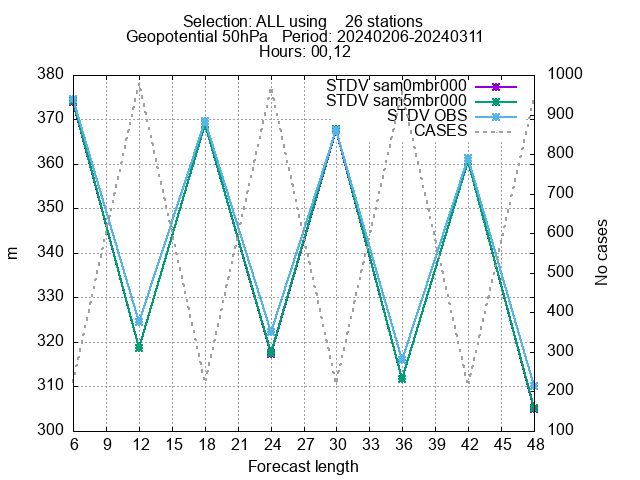 Selection: ALL using    26 stations
Geopotential 50hPa   Period: 20240206-20240311
Hours: 00,12
STDV sam0mbr000
STDV sam5mbr000
STDV OBS
CASES
380
370
360
350
340
330
320
310
300
m
1000
900
800
700
600
500
400
300
200
100
No cases
6 9 12 15 18 21 24 27 30 33 36 39 42 45 48
Forecast length